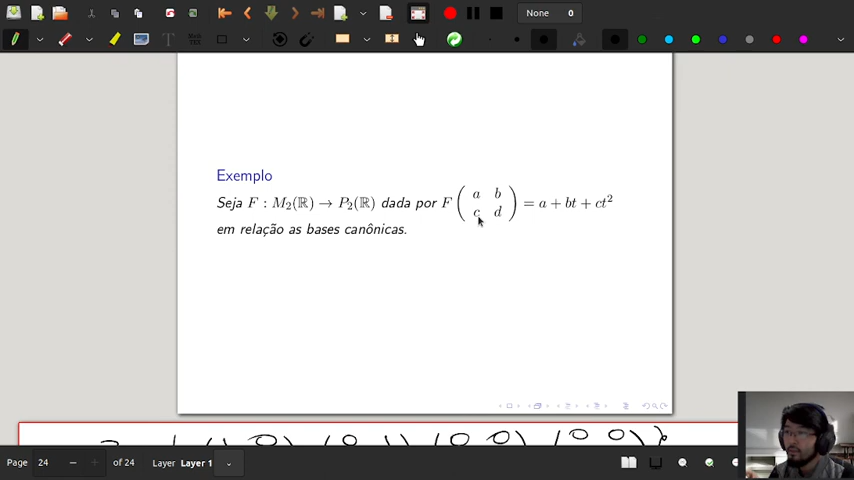 None 0
Exemplo
Seja F : M₂(ℝ) → P₂(ℝ) dada por F ( a b
c d ) = a + bt + ct²
em relação as bases canônicas.
Page 24 of 24 Layer Layer 1